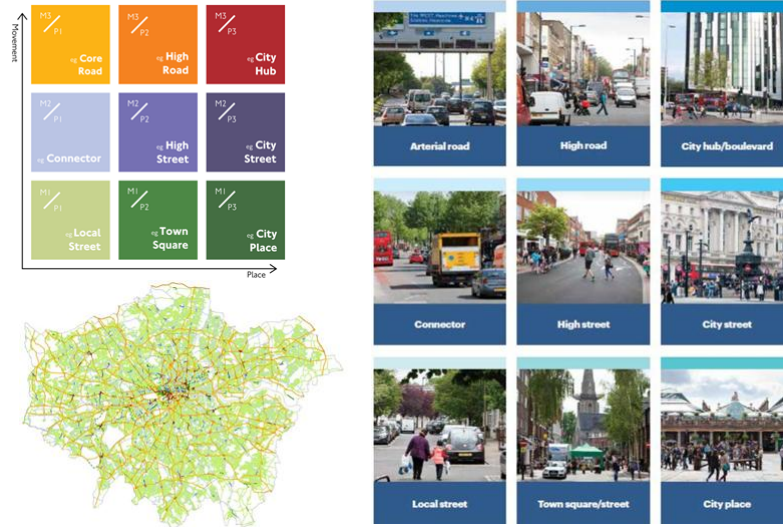 Movement
M3
P1
eg Core
Road
M3
P2
eg High
Road
M3
P3
eg City
Hub
M2
P1
eg Connector
M2
P2
eg High
Street
M2
P3
eg City
Street
M1
P1
eg Local
Street
M1
P2
eg Town
Square
M1
P3
eg City
Place
Place
Arterial road
High road
City hub/boulevard
Connector
High street
City street
Local street
Town square/street
City place